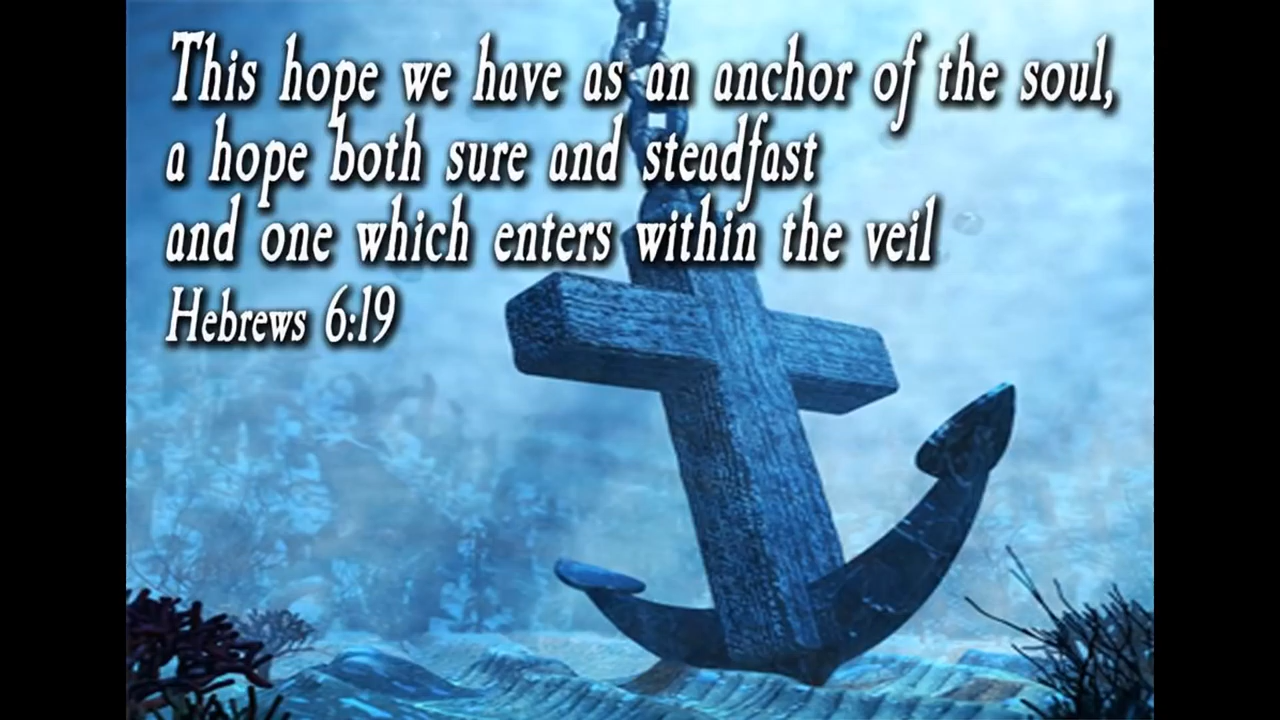 This hope we have as an anchor of the soul,
a hope both sure and steadfast
and one which enters within the veil
Hebrews 6:19